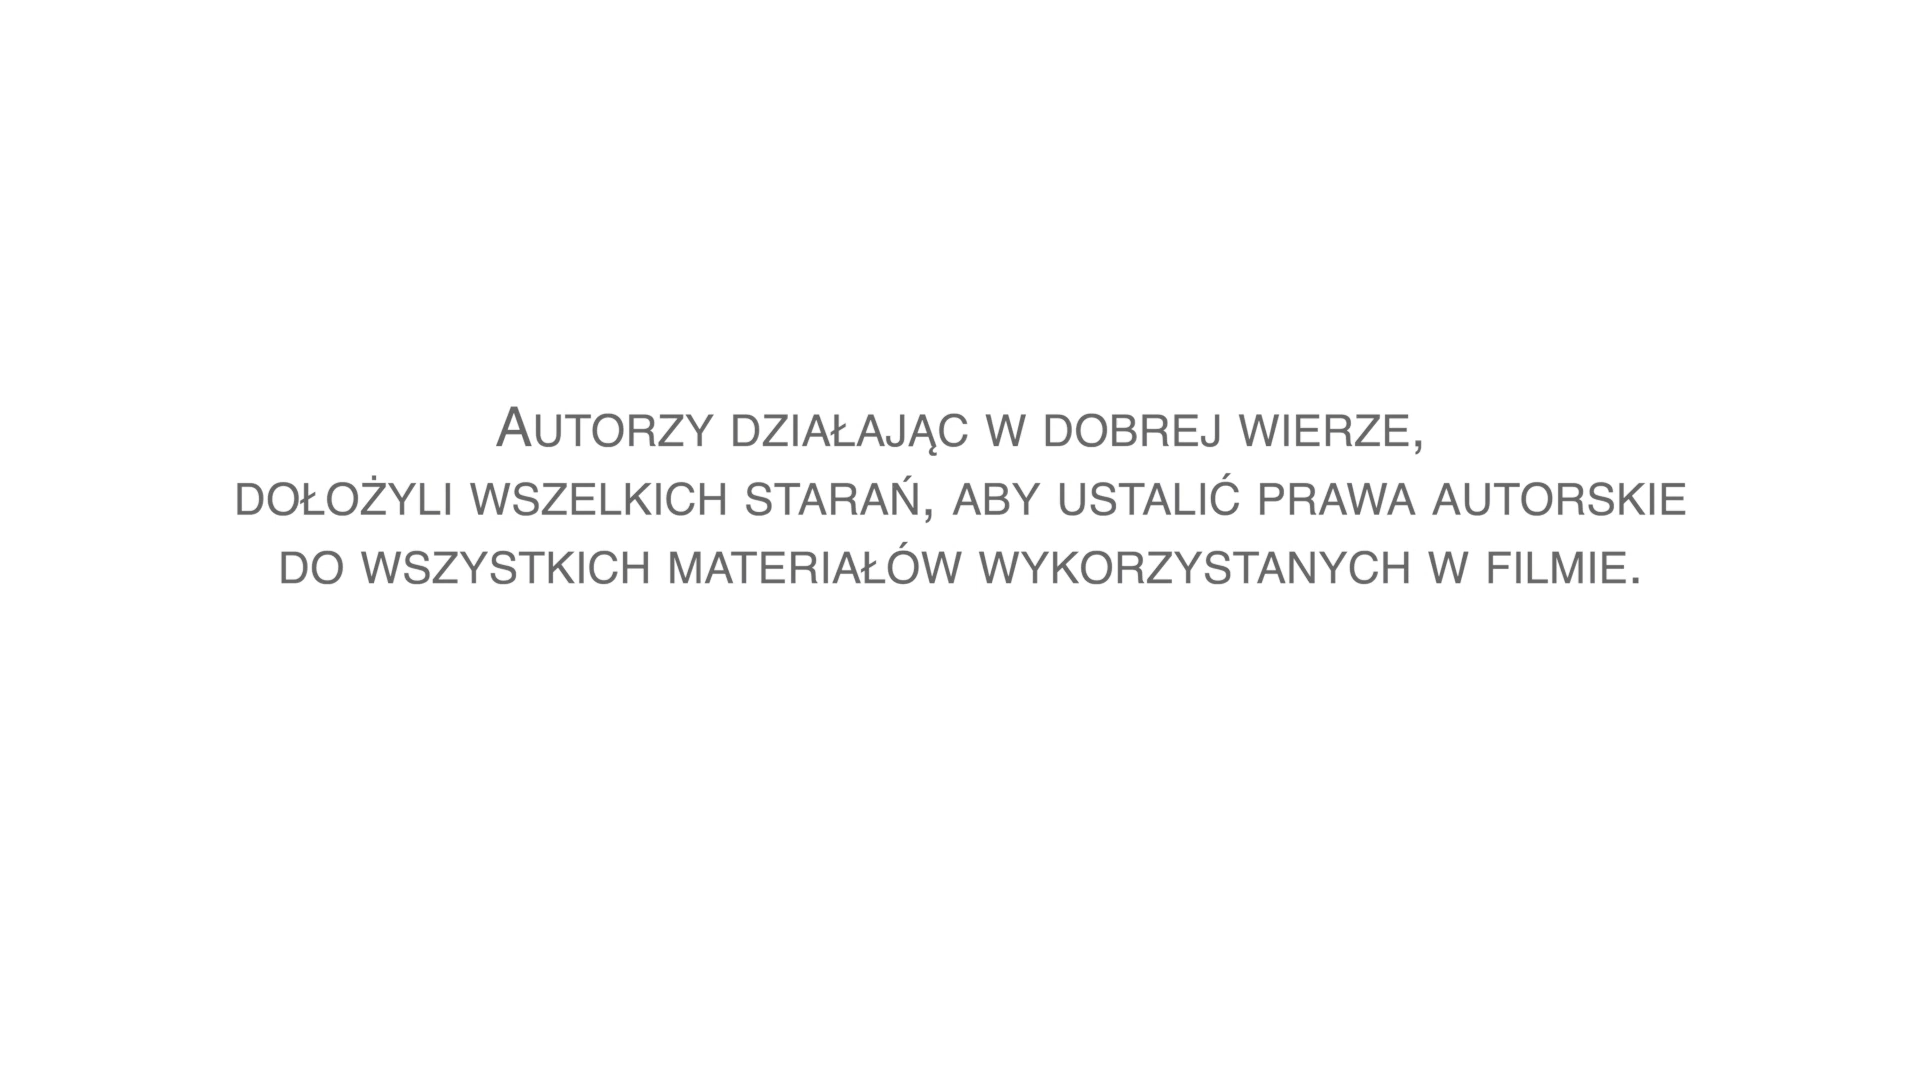 Autorzy działając w dobrej wierze,
dołożyli wszelkich starań, aby ustalić prawa autorskie
do wszystkich materiałów wykorzystanych w filmie.